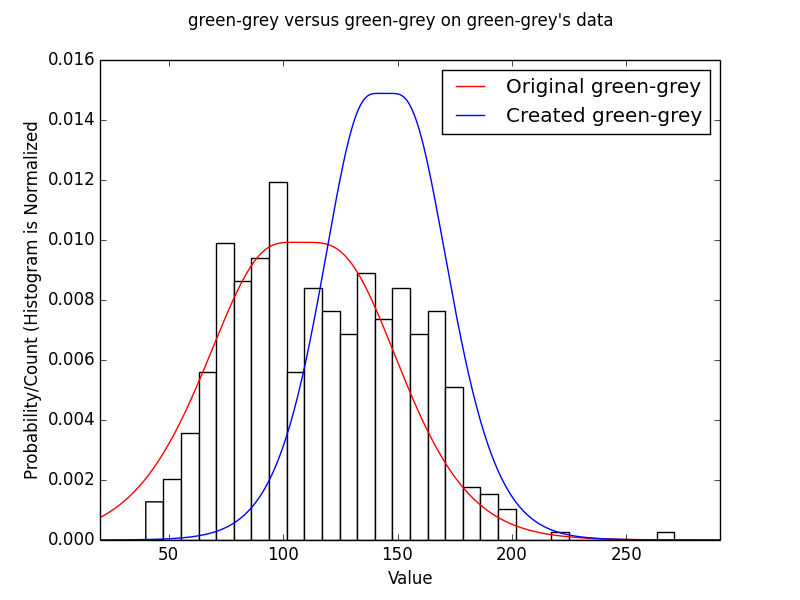 green-grey versus green-grey on green-grey's data
0.016
0.014
0.012
0.010
0.008
0.006
0.004
0.002
0.000
Probability/Count (Histogram is Normalized
Original green-grey
Created green-grey
50 100 150 200 250
Value